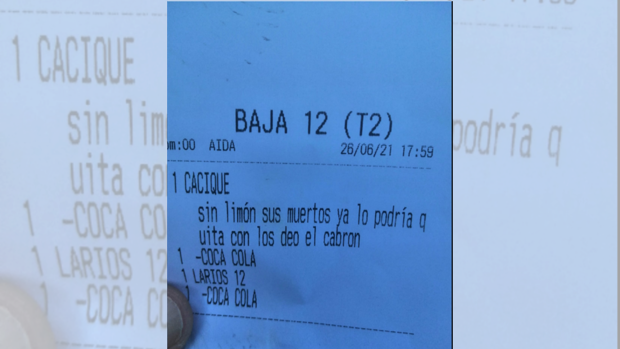 BAJA 12 (T2)
m:00 AIDA 26/06/21 17:59
1 CACIQUE
sin limón sus muertos ya lo podría q
uita con los deo el cabron
1 -COCA COLA
1 LARIOS 12
1 -COCA COLA